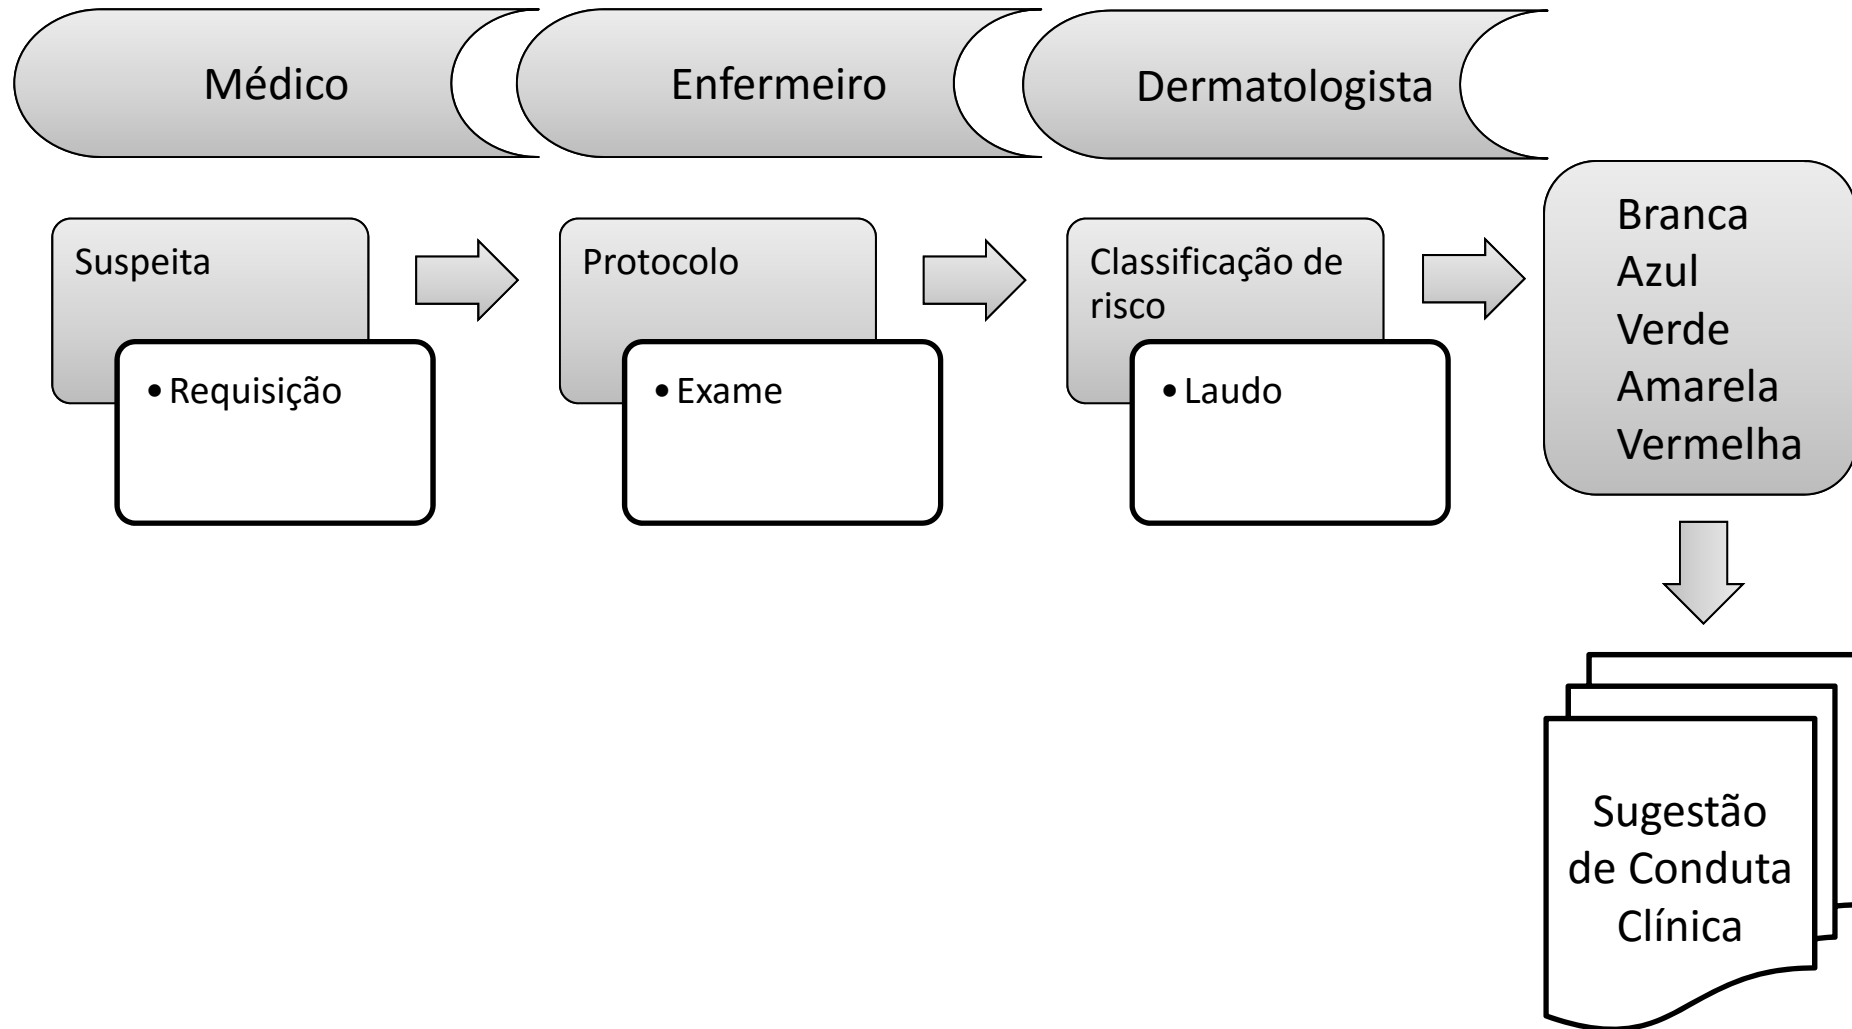 Médico
Enfermeiro
Dermatologista
Suspeita
• Requisição
Protocolo
• Exame
Classificação de
risco
• Laudo
Branca
Azul
Verde
Amarela
Vermelha
Sugestão
de Conduta
Clínica